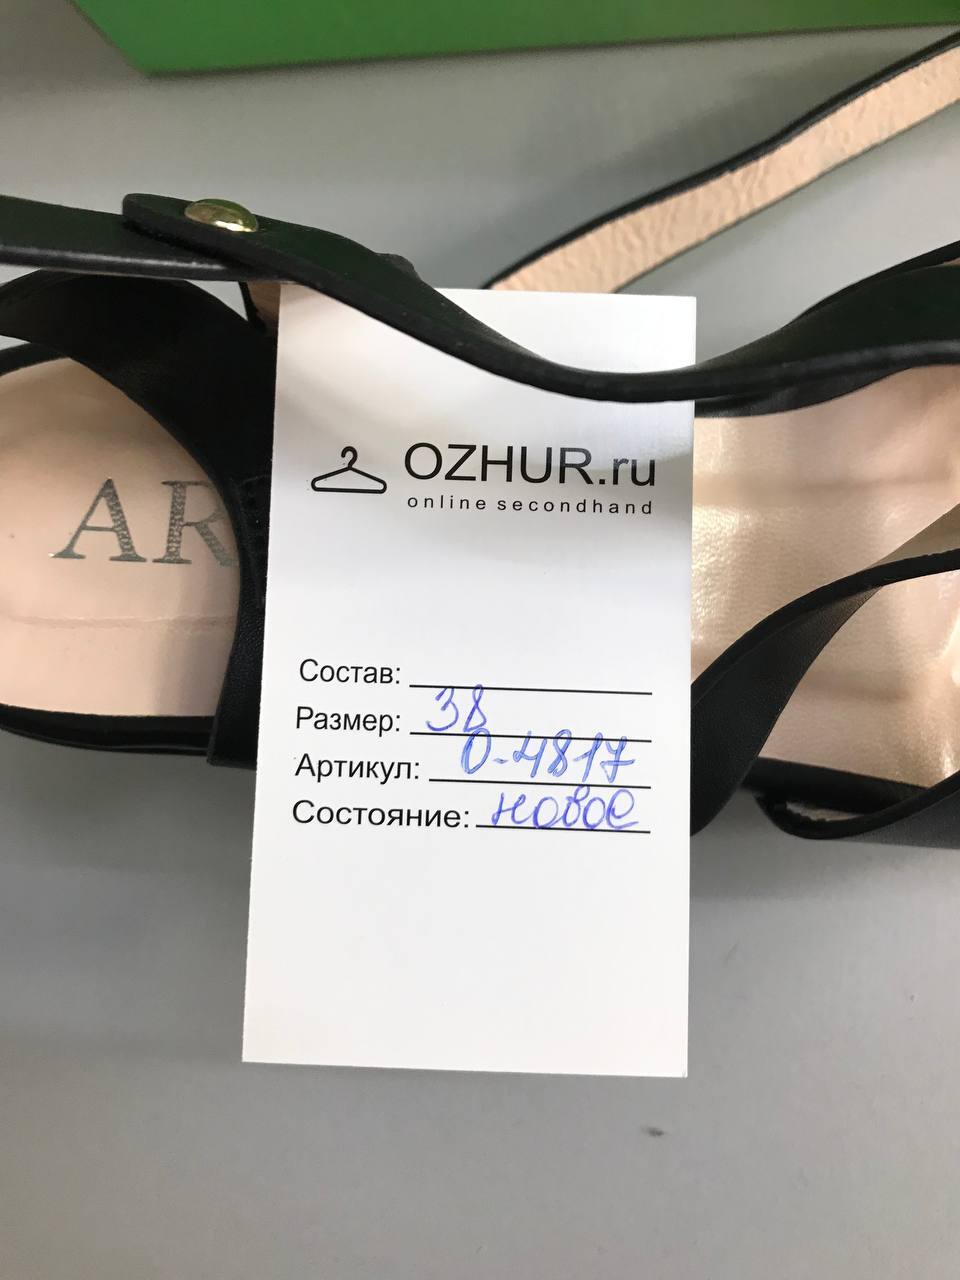 OZHUR.ru
online secondhand
AR
Состав:
Размер: 38
Артикул: 0-4817
Состояние: новое